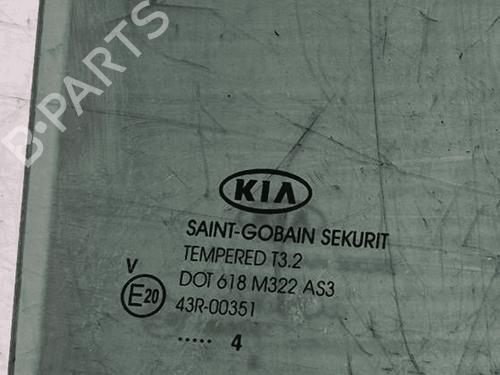 B-PARTS
KIA
SAINT-GOBAIN SEKURIT
TEMPERED T3.2
DOT 618 M322 AS3
V
E20
43R-00351
..... 4